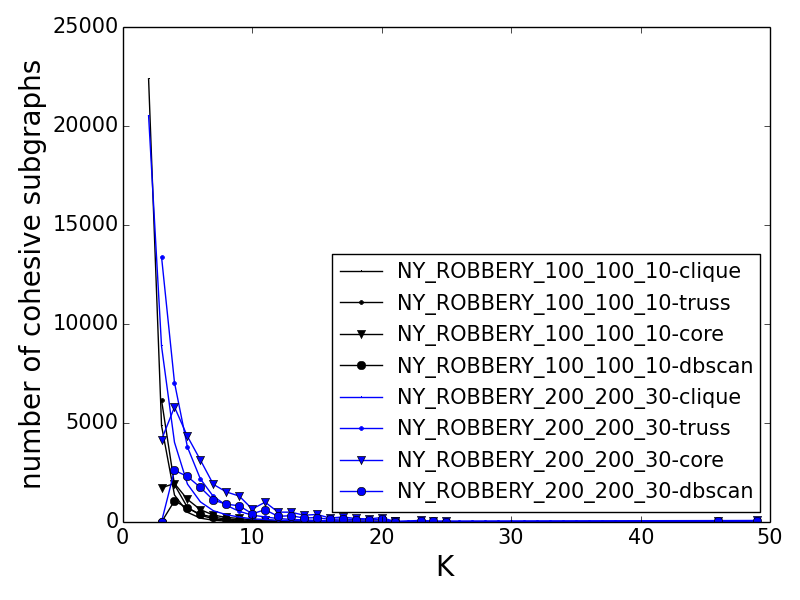 25000
20000
15000
10000
5000
0
0 10 20 30 40 50
number of cohesive subgraphs
K
NY_ROBBERY_100_100_10-clique
NY_ROBBERY_100_100_10-truss
NY_ROBBERY_100_100_10-core
NY_ROBBERY_100_100_10-dbscan
NY_ROBBERY_200_200_30-clique
NY_ROBBERY_200_200_30-truss
NY_ROBBERY_200_200_30-core
NY_ROBBERY_200_200_30-dbscan